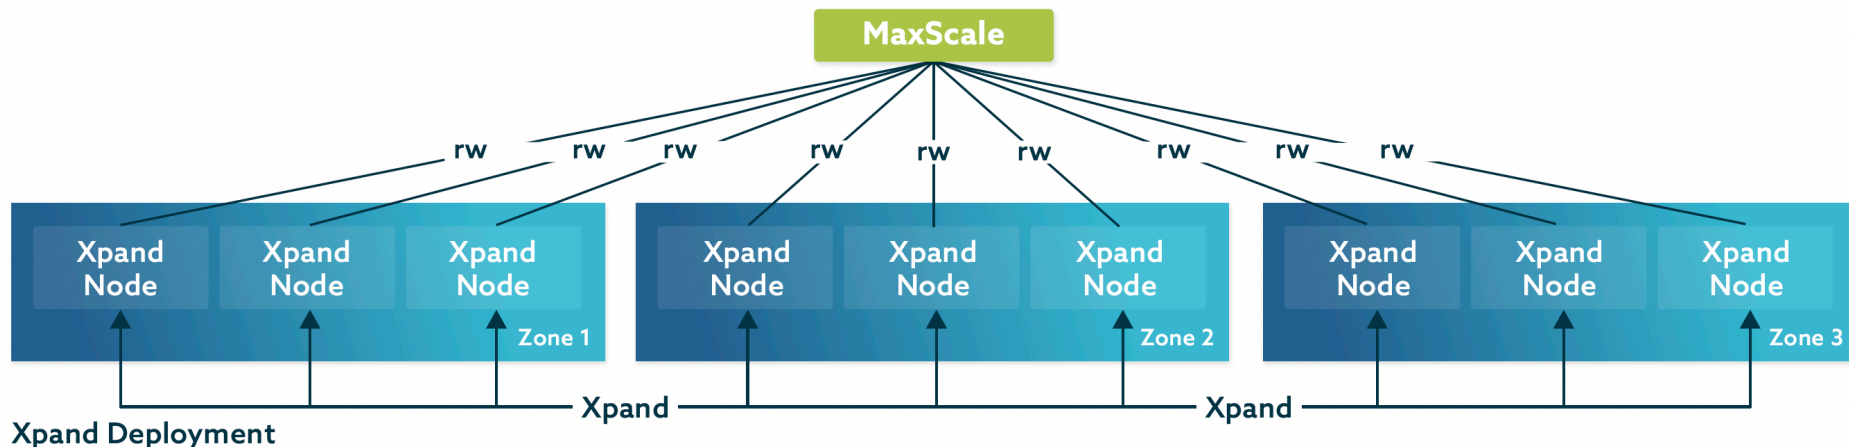 MaxScale
rw rw rw rw rw rw rw rw rw
Xpand Xpand Xpand Xpand Xpand Xpand Xpand Xpand Xpand
Node Node Node Node Node Node Node Node Node
Zone 1 Zone 2 Zone 3
Xpand Xpand
Xpand Deployment